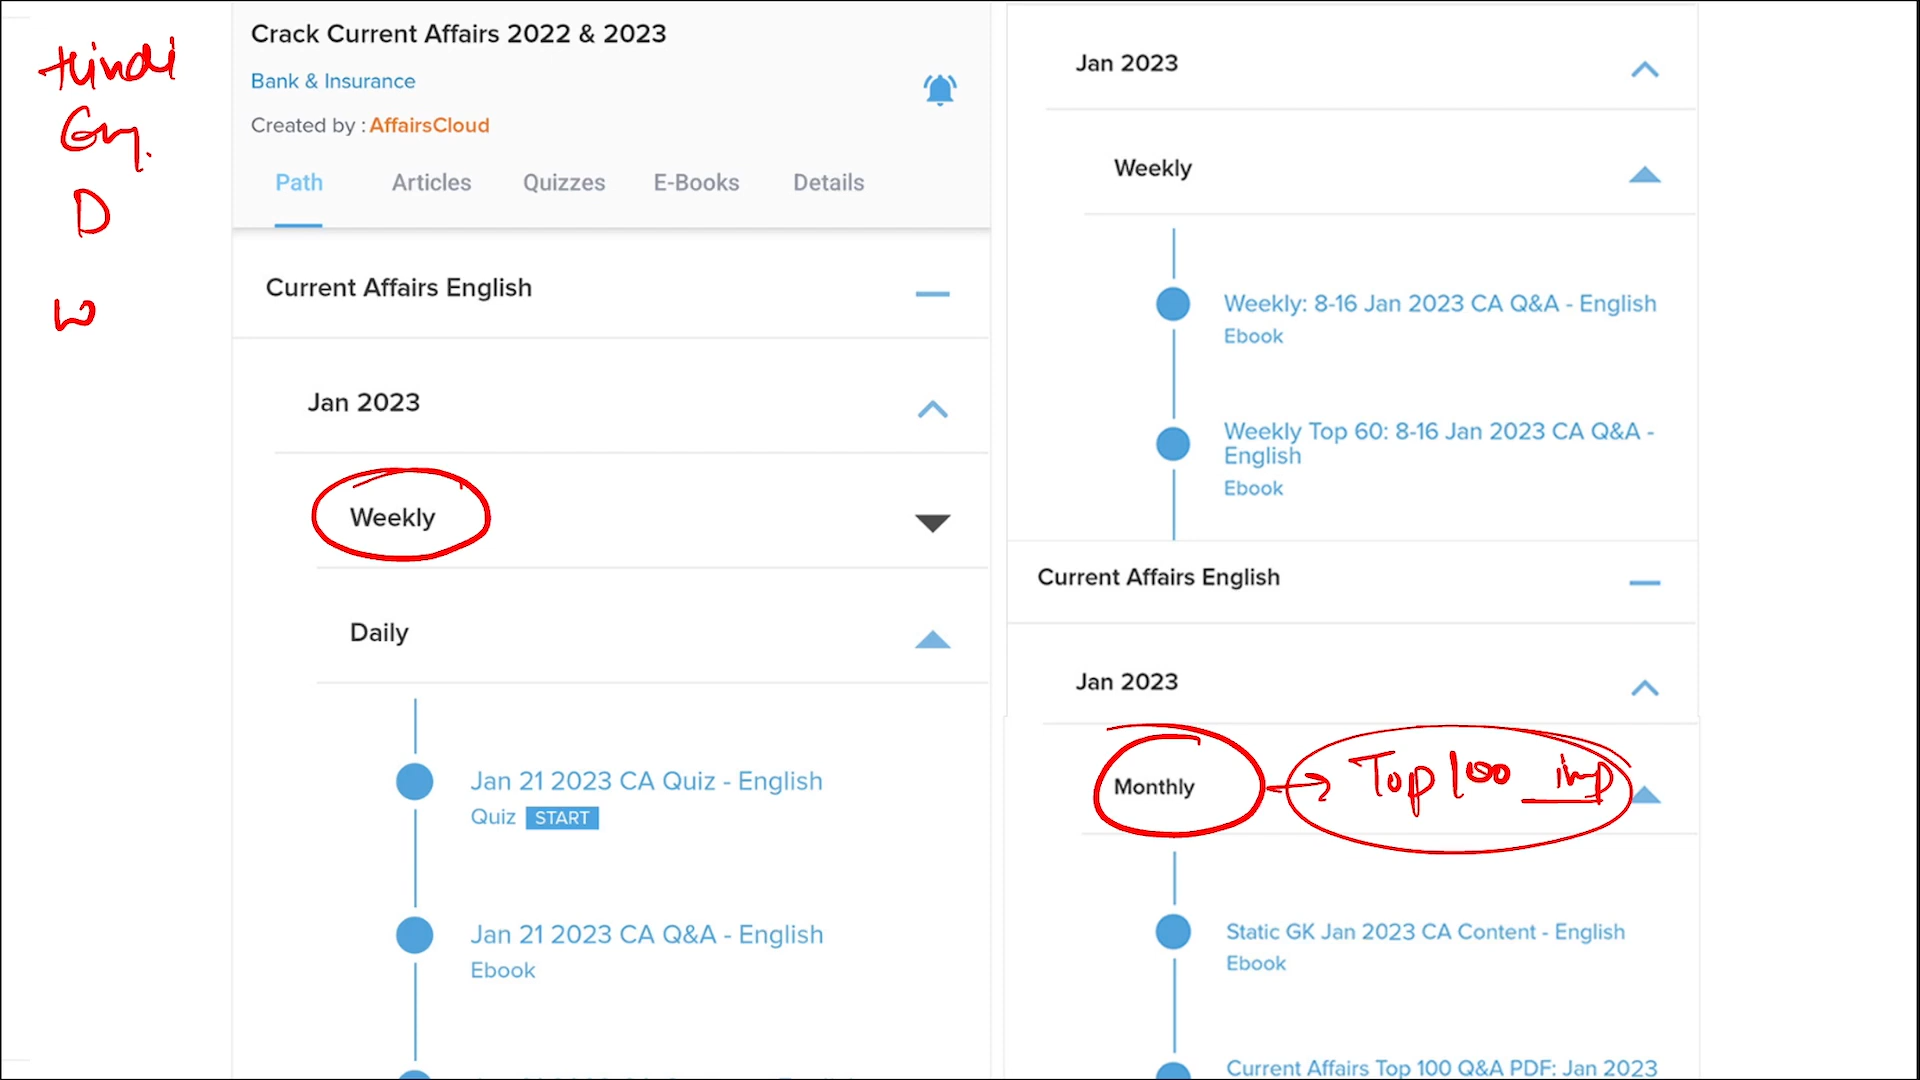 Hindi
Eng.
D
W
Crack Current Affairs 2022 & 2023
Bank & Insurance
Created by : AffairsCloud
Path Articles Quizzes E-Books Details
Current Affairs English
Jan 2023
Weekly
Daily
Jan 21 2023 CA Quiz - English
Quiz START
Jan 21 2023 CA Q&A - English
Ebook
Jan 2023
Weekly
Weekly: 8-16 Jan 2023 CA Q&A - English
Ebook
Weekly Top 60: 8-16 Jan 2023 CA Q&A -
English
Ebook
Current Affairs English
Jan 2023
Monthly → Top 100 imp
Static GK Jan 2023 CA Content - English
Ebook
Current Affairs Top 100 Q&A PDF: Jan 2023